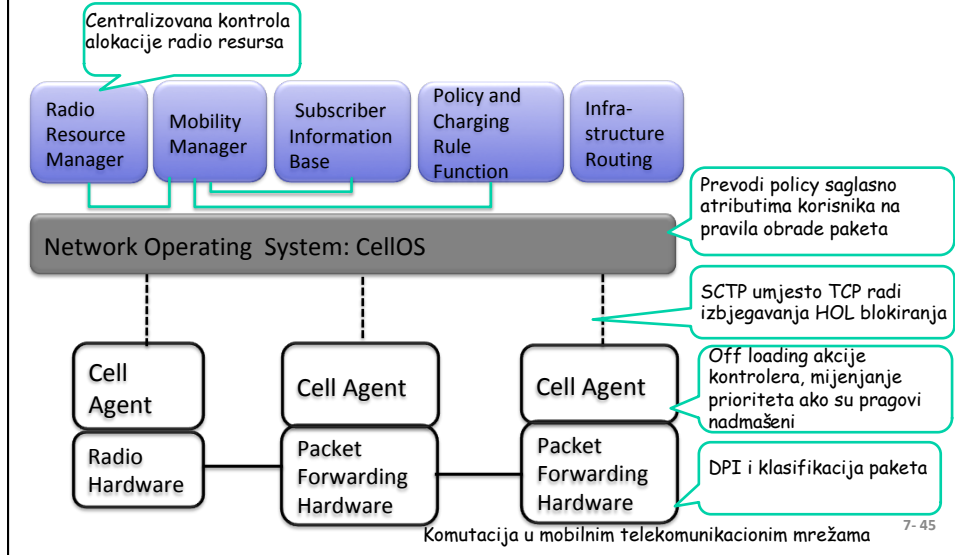 Centralizovana kontrola
alokacije radio resursa
Radio
Resource
Manager
Mobility
Manager
Subscriber
Information
Base
Policy and
Charging
Rule
Function
Infra-
structure
Routing
Prevodi policy saglasno
atributima korisnika na
pravila obrade paketa
Network Operating System: CellOS
SCTP umjesto TCP radi
izbjegavanja HOL blokiranja
Cell
Agent
Cell Agent
Cell Agent
Off loading akcije
kontrolera, mijenjanje
prioriteta ako su pragovi
nadmašeni
Radio
Hardware
Packet
Forwarding
Hardware
Packet
Forwarding
Hardware
DPI i klasifikacija paketa
Komutacija u mobilnim telekomunikacionim mrežama
7- 45